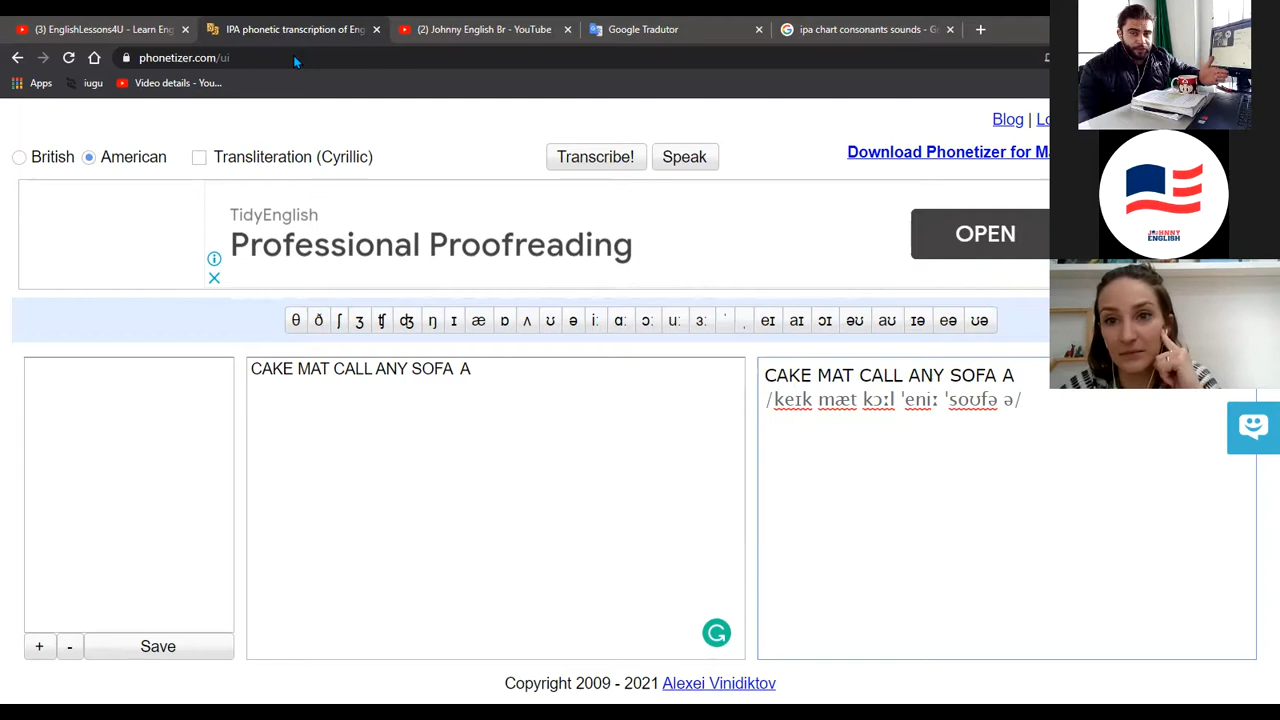 (3) EnglishLessons4U - Learn Eng
IPA phonetic transcription of Eng
(2) Johnny English Br - YouTube
Google Tradutor
ipa chart consonants sounds - G
phonetizer.com/ui
Apps
iugu
Video details - You...
Blog | Lo
British
American
Transliteration (Cyrillic)
Transcribe!
Speak
Download Phonetizer for Ma
TidyEnglish
Professional Proofreading
OPEN
JOHNNY
ENGLISH
θ ð ʃ ʒ ʧ ʤ ŋ ɪ æ ɒ ʌ ʊ ə iː ɑː ɔː uː ɜː ˈ ˌ eɪ aɪ ɔɪ əʊ aʊ ɪə eə ʊə
CAKE MAT CALL ANY SOFA A
CAKE MAT CALL ANY SOFA A
/keɪk mæt kɔːl ˈeniː ˈsoʊfə ə/
+
-
Save
Copyright 2009 - 2021 Alexei Vinidiktov